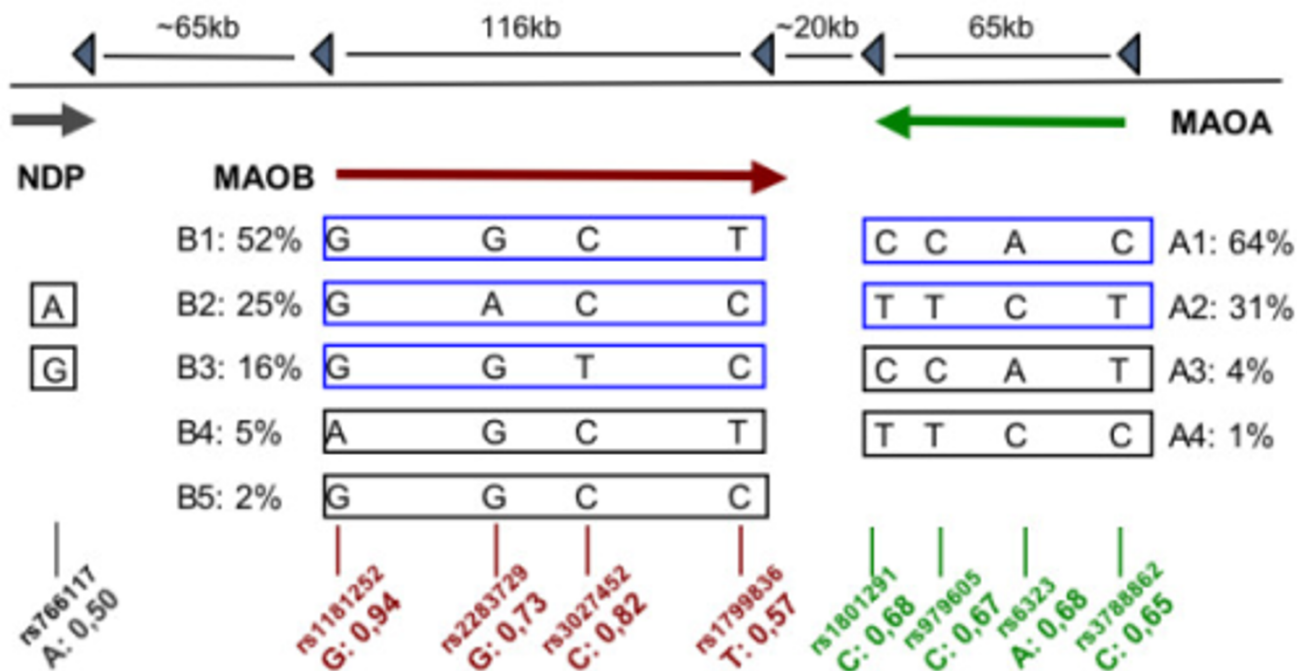 ~65kb 116kb ~20kb 65kb
MAOA
NDP MAOB
B1: 52% G G C T C C A C A1: 64%
A B2: 25% G A C C T T C T A2: 31%
G B3: 16% G G T C C C A T A3: 4%
B4: 5% A G C T T T C C A4: 1%
B5: 2% G G C C
rs766117
A: 0,50
rs1181252
G: 0,94
rs2283729
G: 0,73
rs3027452
C: 0,82
rs1799836
T: 0,57
rs1801291
C: 0,68
rs979605
C: 0,67
rs6323
A: 0,68
rs3788862
C: 0,65